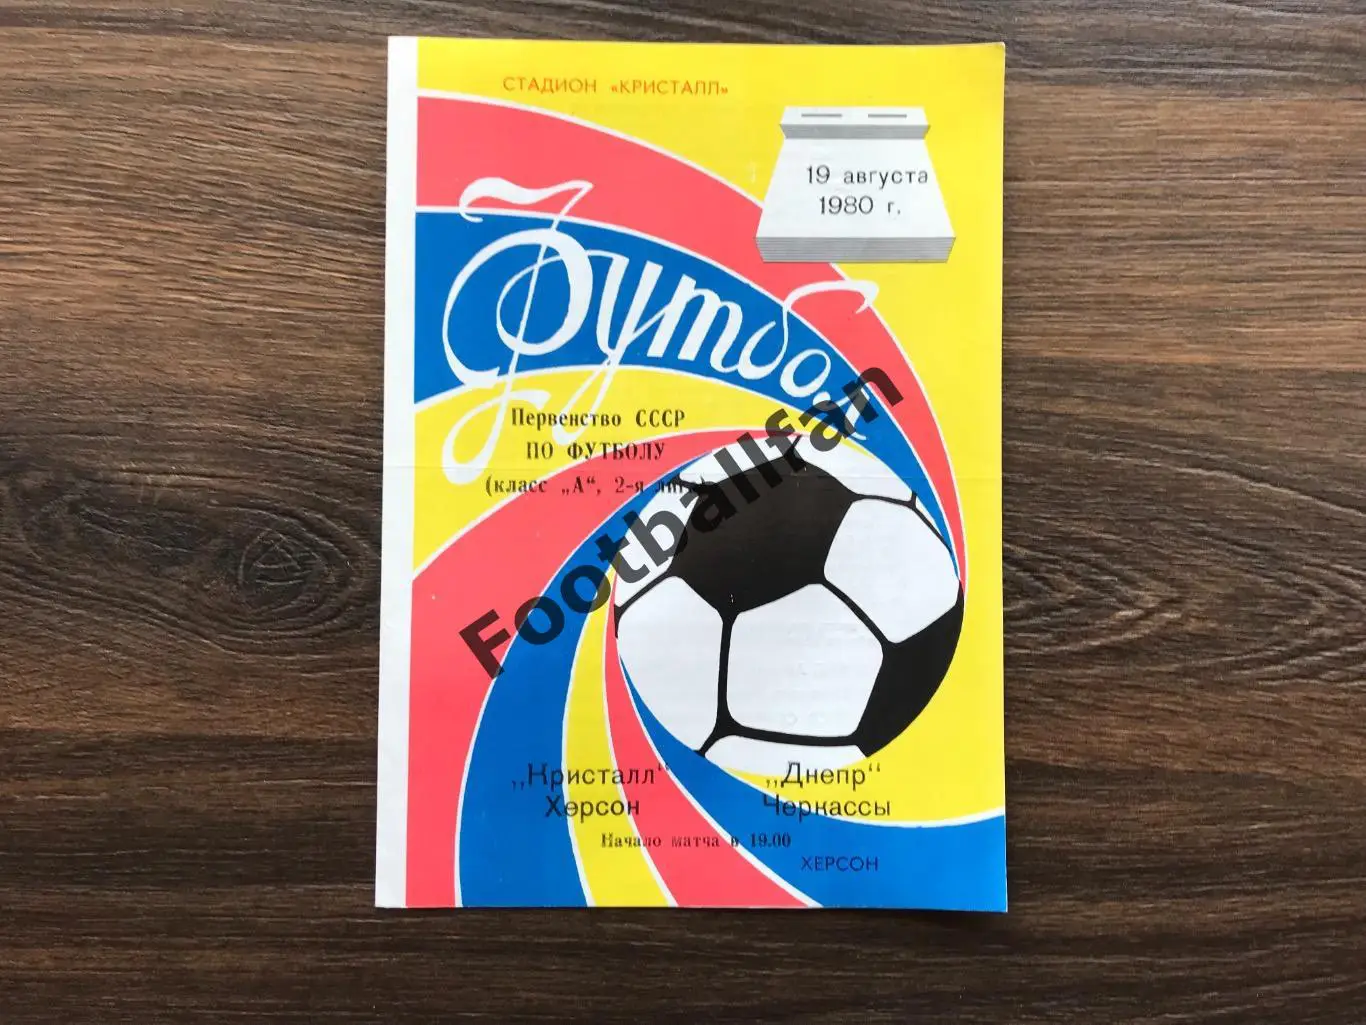 СТАДИОН «КРИСТАЛЛ»
19 августа
1980 г.
Футбол
Первенство СССР
ПО ФУТБОЛУ
(класс „А“, 2-я лига)
Footballfan
„Кристалл“
Херсон
„Днепр“
Черкассы
Начало матча в 19.00
ХЕРСОН